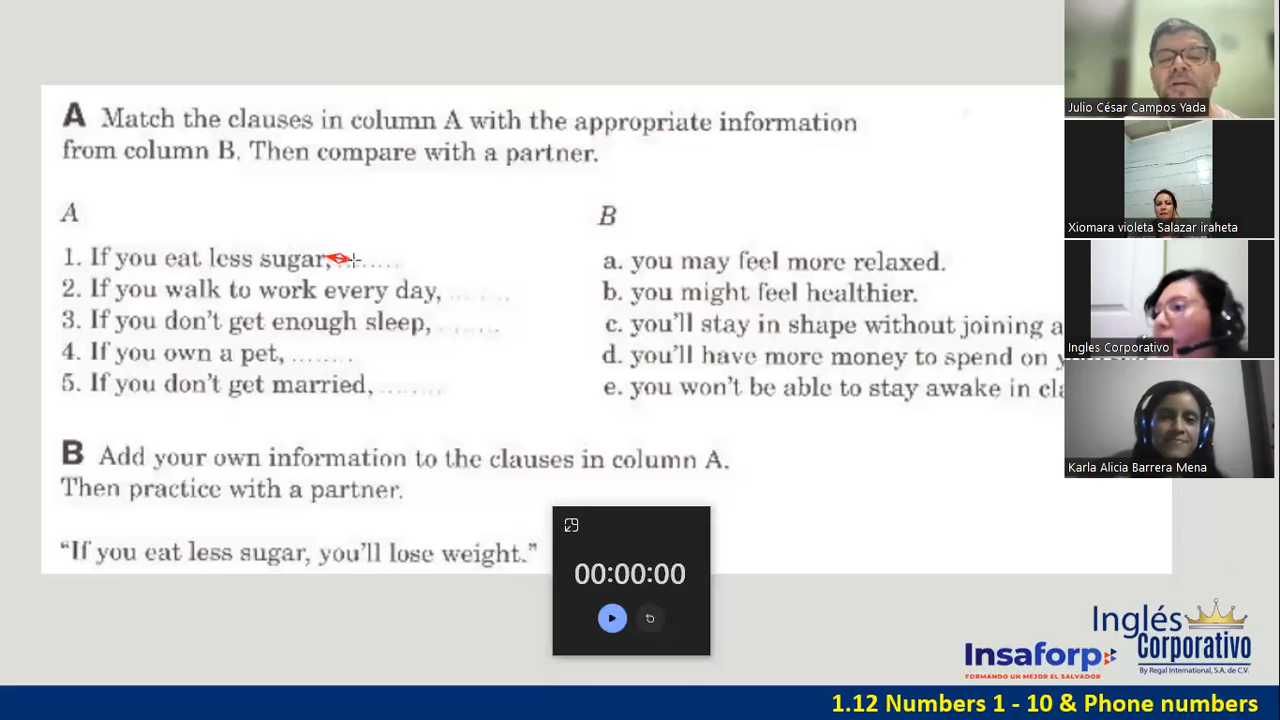 A Match the clauses in column A with the appropriate information
from column B. Then compare with a partner.
A
1. If you eat less sugar, ........
2. If you walk to work every day, ........
3. If you don't get enough sleep, ........
4. If you own a pet, ........
5. If you don't get married, ........
B
a. you may feel more relaxed.
b. you might feel healthier.
c. you'll stay in shape without joining a
d. you'll have more money to spend on
e. you won't be able to stay awake in
B Add your own information to the clauses in column A.
Then practice with a partner.
"If you eat less sugar, you'll lose weight."
00:00:00
Julio César Campos Yada
Xiomara violeta Salazar iraheta
Ingles Corporativo
Karla Alicia Barrera Mena
Inglés
Corporativo
By Regal International, S.A. de C.V.
Insaforp
FORMANDO UN MEJOR EL SALVADOR
1.12 Numbers 1 - 10 & Phone numbers